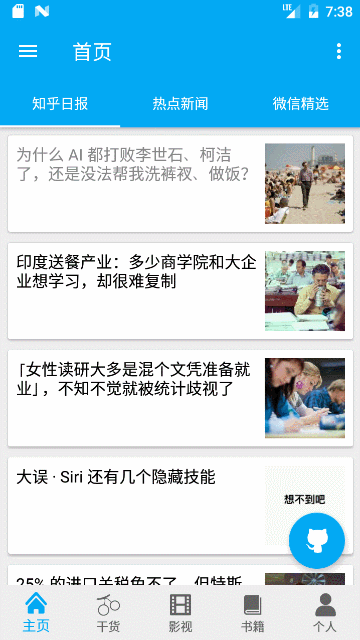 LTE 7:38
首页
知乎日报 热点新闻 微信精选
为什么 AI 都打败李世石、柯洁
了，还是没法帮我洗裤衩、做饭？
印度送餐产业：多少商学院和大企
业想学习，却很难复制
「女性读研大多是混个文凭准备就
业」，不知不觉就被统计歧视了
大误 · Siri 还有几个隐藏技能
想不到吧
25% 的进口关税免不了，但特斯
主页 干货 影视 书籍 个人